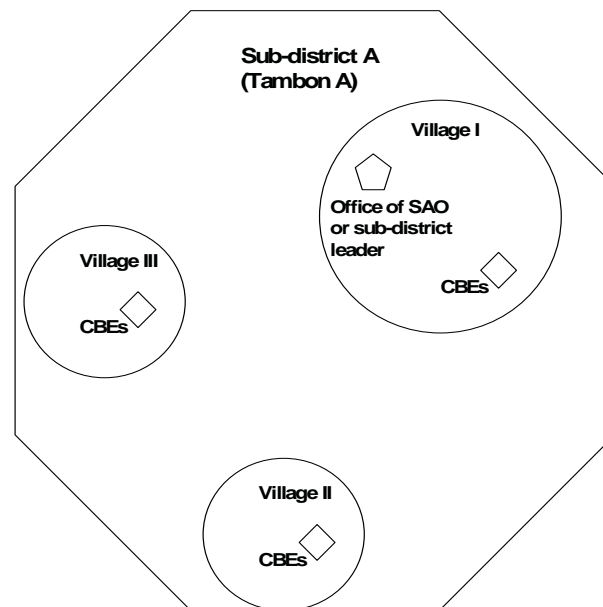 Sub-district A
(Tambon A)
Village I
Office of SAO
or sub-district
leader
CBEs
Village III
CBEs
Village II
CBEs